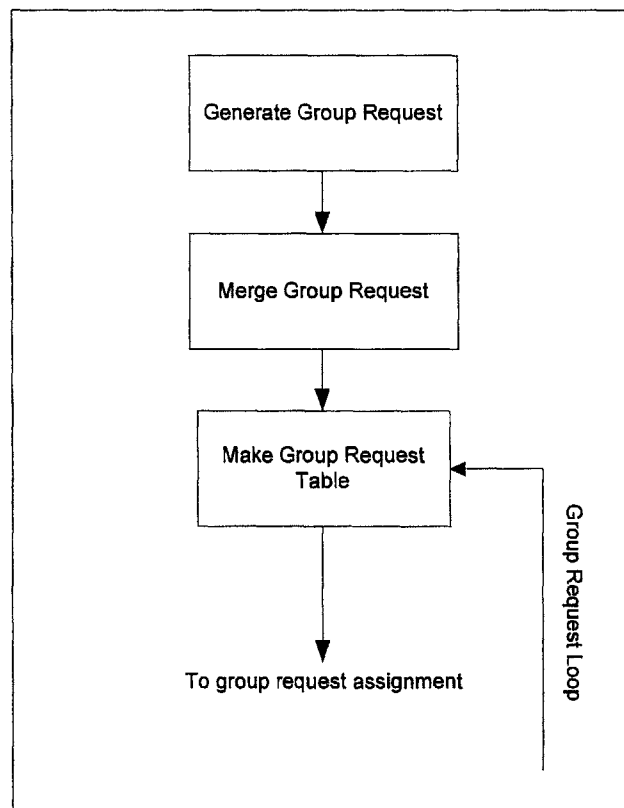 Generate Group Request
Merge Group Request
Make Group Request
Table
Group Request Loop
To group request assignment